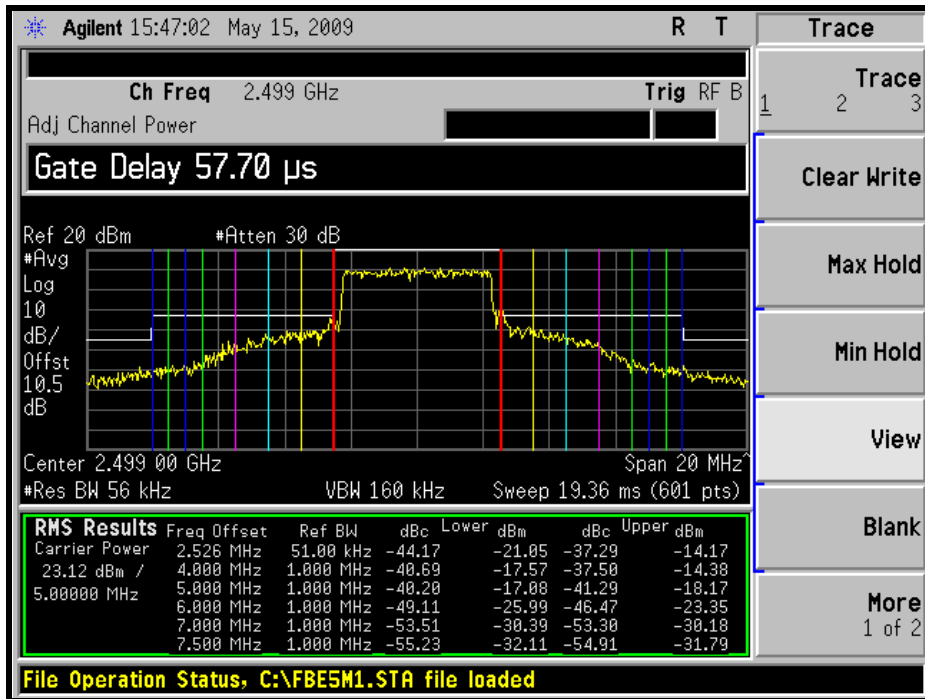 Agilent 15:47:02 May 15, 2009 R T
Ch Freq 2.499 GHz Trig RF B
Adj Channel Power
Gate Delay 57.70 µs
Ref 20 dBm #Atten 30 dB
#Avg
Log
10
dB/
Offst
10.5
dB
Center 2.499 00 GHz Span 20 MHz^
#Res BW 56 kHz VBW 160 kHz Sweep 19.36 ms (601 pts)
RMS Results Freq Offset Ref BW dBc Lower dBm dBc Upper dBm
Carrier Power 2.526 MHz 51.00 kHz -44.17 -21.05 -37.29 -14.17
23.12 dBm / 4.000 MHz 1.000 MHz -40.69 -17.57 -37.50 -14.38
5.00000 MHz 5.000 MHz 1.000 MHz -40.20 -17.08 -41.29 -18.17
6.000 MHz 1.000 MHz -49.11 -25.99 -46.47 -23.35
7.000 MHz 1.000 MHz -53.51 -30.39 -53.30 -30.18
7.500 MHz 1.000 MHz -55.23 -32.11 -54.91 -31.79
File Operation Status, C:\FBE5M1.STA file loaded
Trace
Trace
1 2 3
Clear Write
Max Hold
Min Hold
View
Blank
More
1 of 2